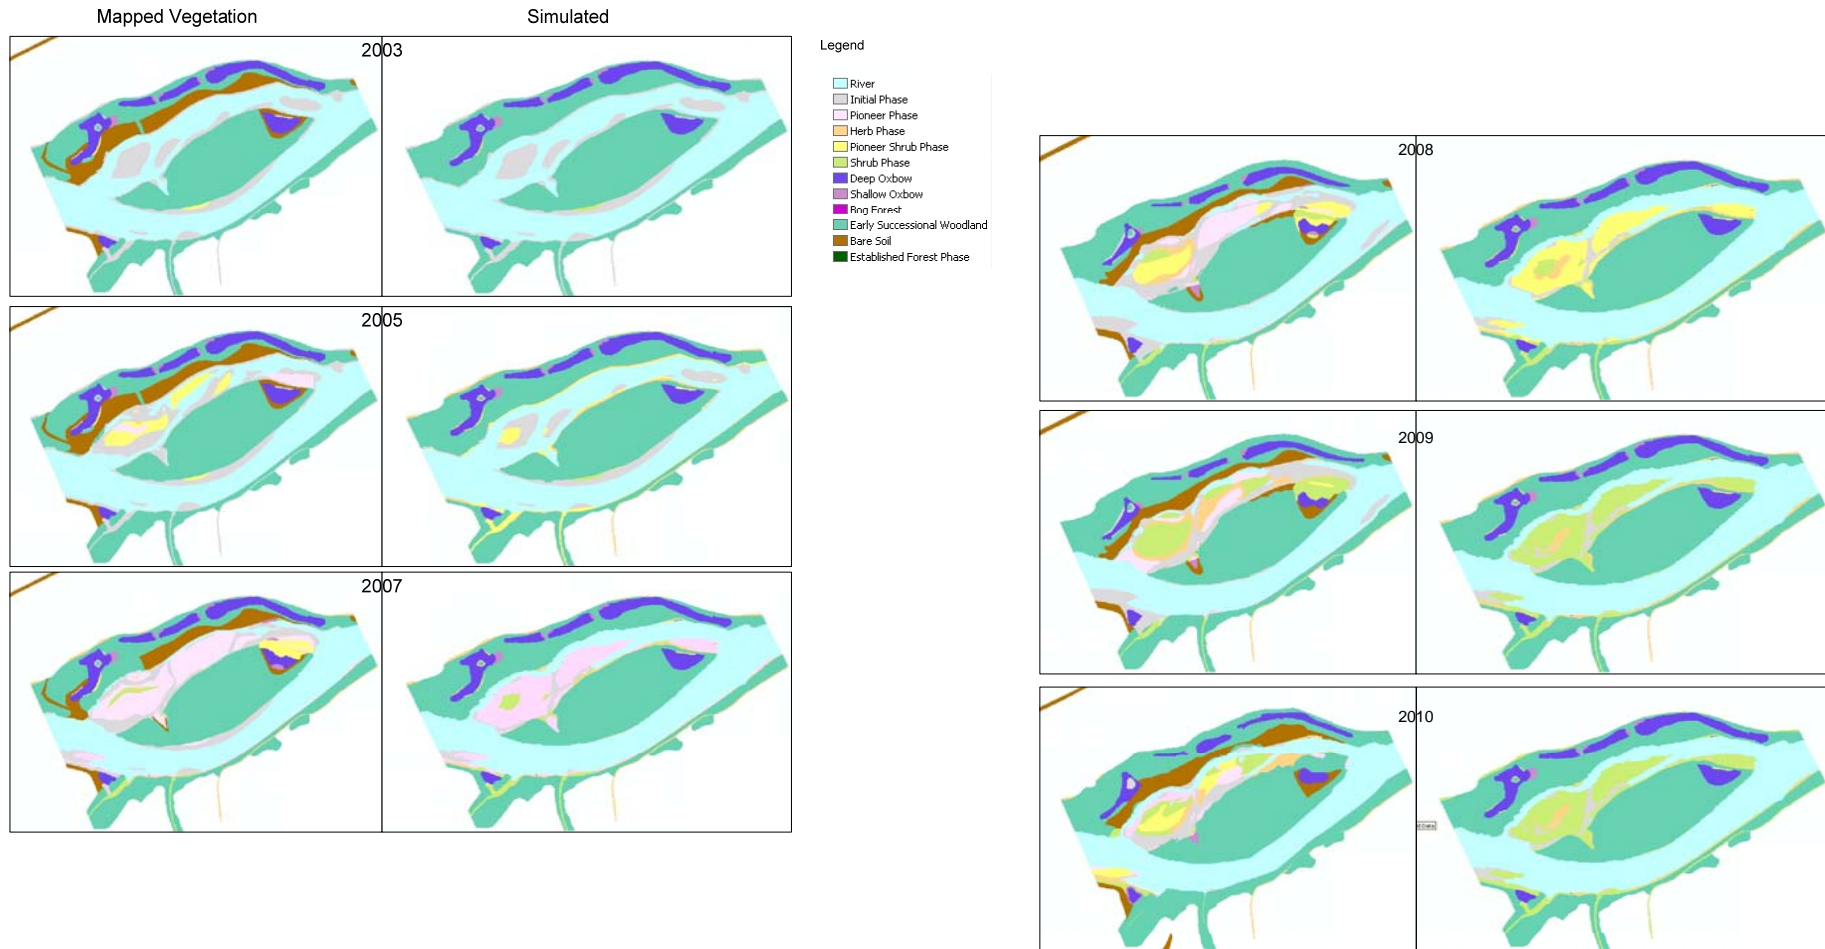 Mapped Vegetation
Simulated
2003
Legend
River
Initial Phase
Pioneer Phase
Herb Phase
Pioneer Shrub Phase
Shrub Phase
Deep Oxbow
Shallow Oxbow
Bog Forest
Early Successional Woodland
Bare Soil
Established Forest Phase
2005
2007
2008
2009
2010